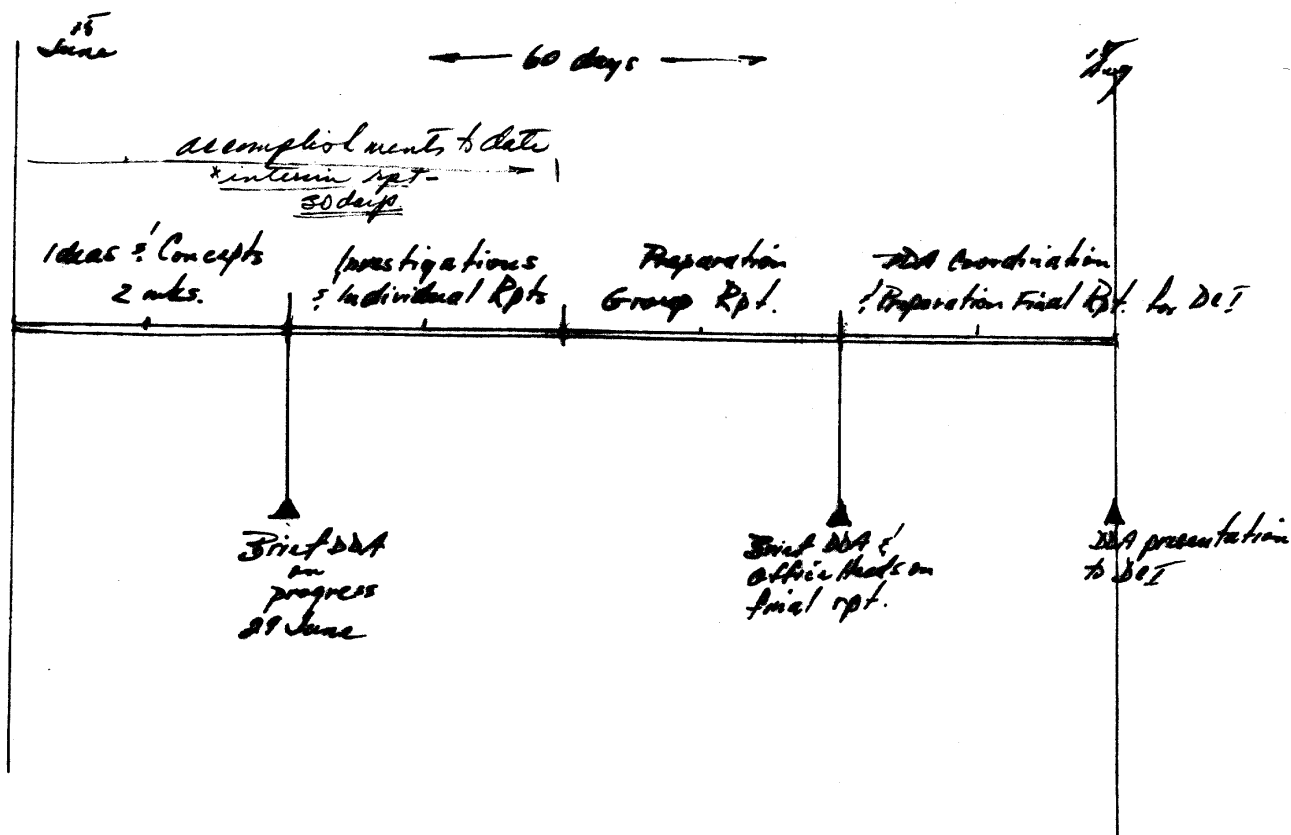 15
June
60 days
15
Aug
accomplishments to date
*interim rpt-
30 days
Ideas & Concepts
2 wks.
Investigations
& Individual Rpts
Preparation
Group Rpt.
DDA Coordination
& Preparation Final Rpt. for DCI
Brief DDA
on
progress
29 June
Brief DDA &
Office Heads on
final rpt.
DDA presentation
to DCI